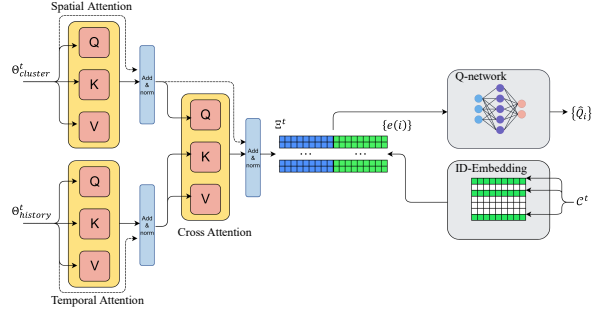 Spatial Attention
Q
K
V
Θ^t_cluster
Add & norm
Q
K
V
Cross Attention
Add & norm
Q
K
V
Θ^t_history
Add & norm
Temporal Attention
Ξ^t
{e(i)}
...
...
Q-network
{Q̂_i}
ID-Embedding
𝒞^t